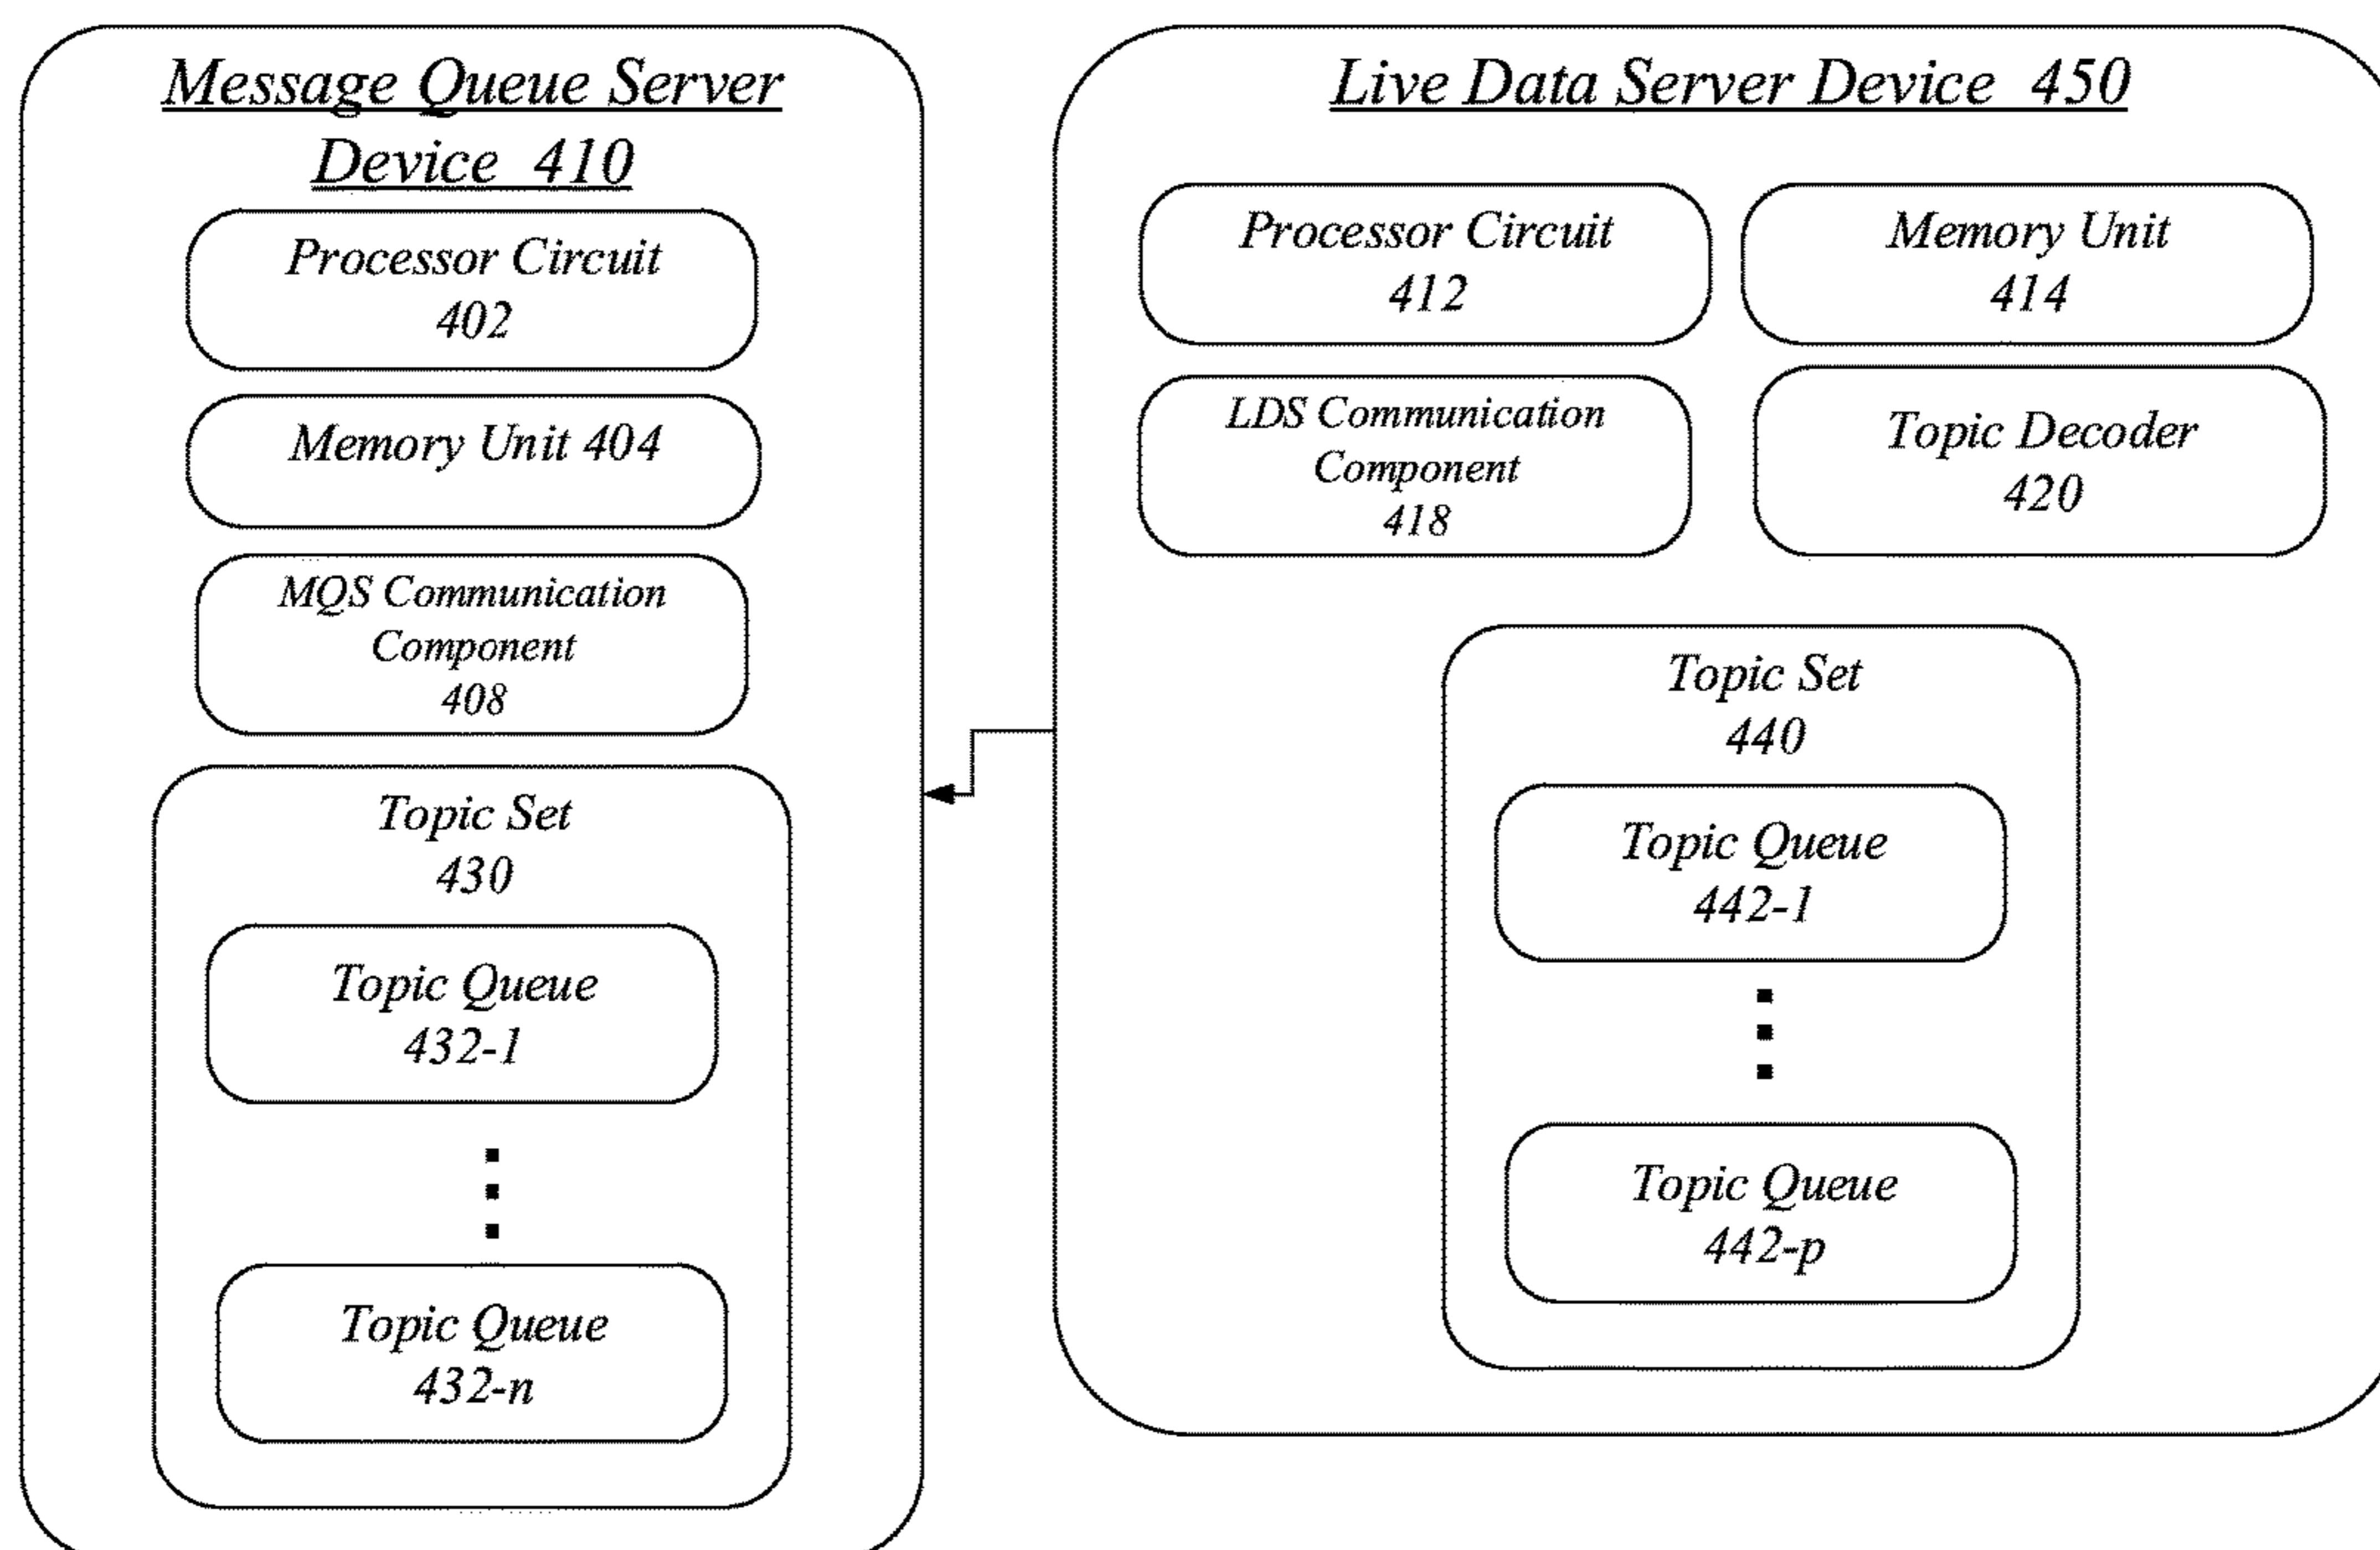 Message Queue Server
Device 410
Processor Circuit
402
Memory Unit 404
MQS Communication
Component
408
Topic Set
430
Topic Queue
432-1
Topic Queue
432-n
Live Data Server Device 450
Processor Circuit
412
Memory Unit
414
LDS Communication
Component
418
Topic Decoder
420
Topic Set
440
Topic Queue
442-1
Topic Queue
442-p